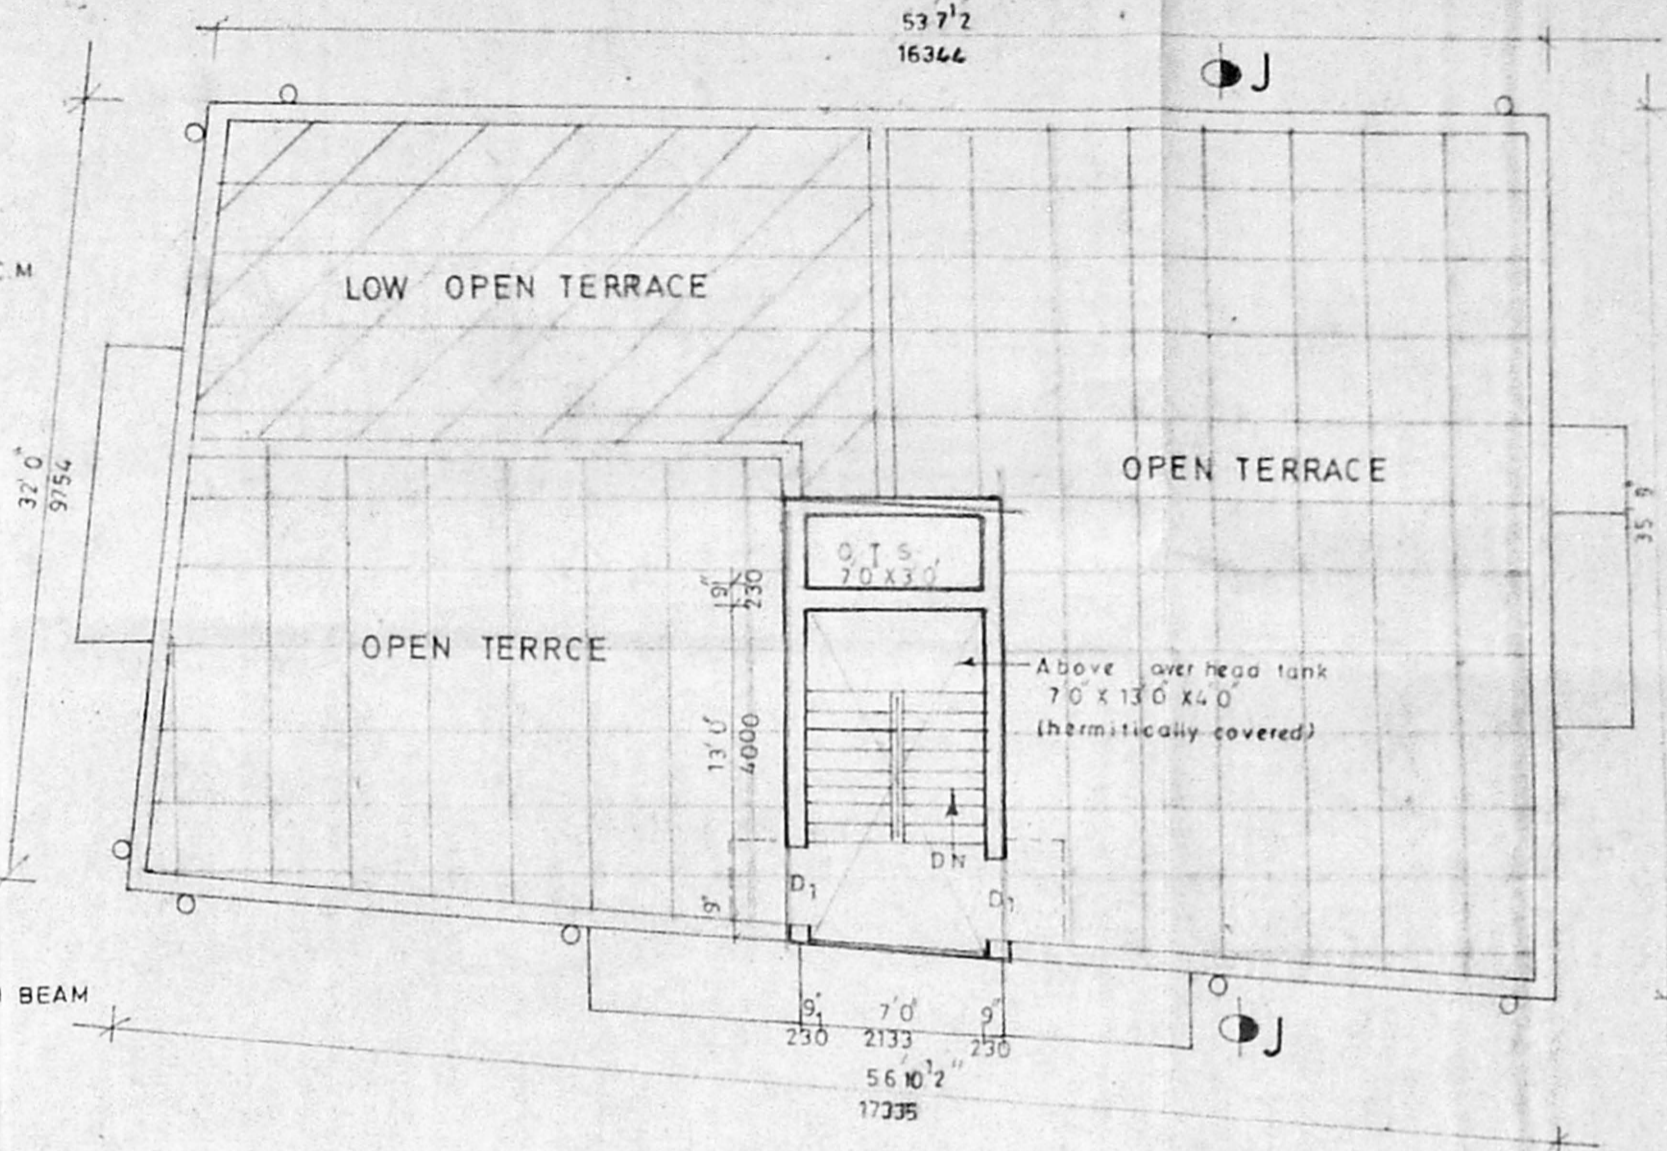 53'7½
16344
J
C.M
LOW OPEN TERRACE
32'0"
9754
OPEN TERRACE
35'9"
O T S
7'0"X3'0"
9"
230
OPEN TERRCE
Above over head tank
7'0" X 13'0" X4'0"
(hermitically covered)
13'0"
4000
DN
D1
D1
9"
BEAM
9"
7'0"
9"
230
2133
230
J
56'10½"
17335